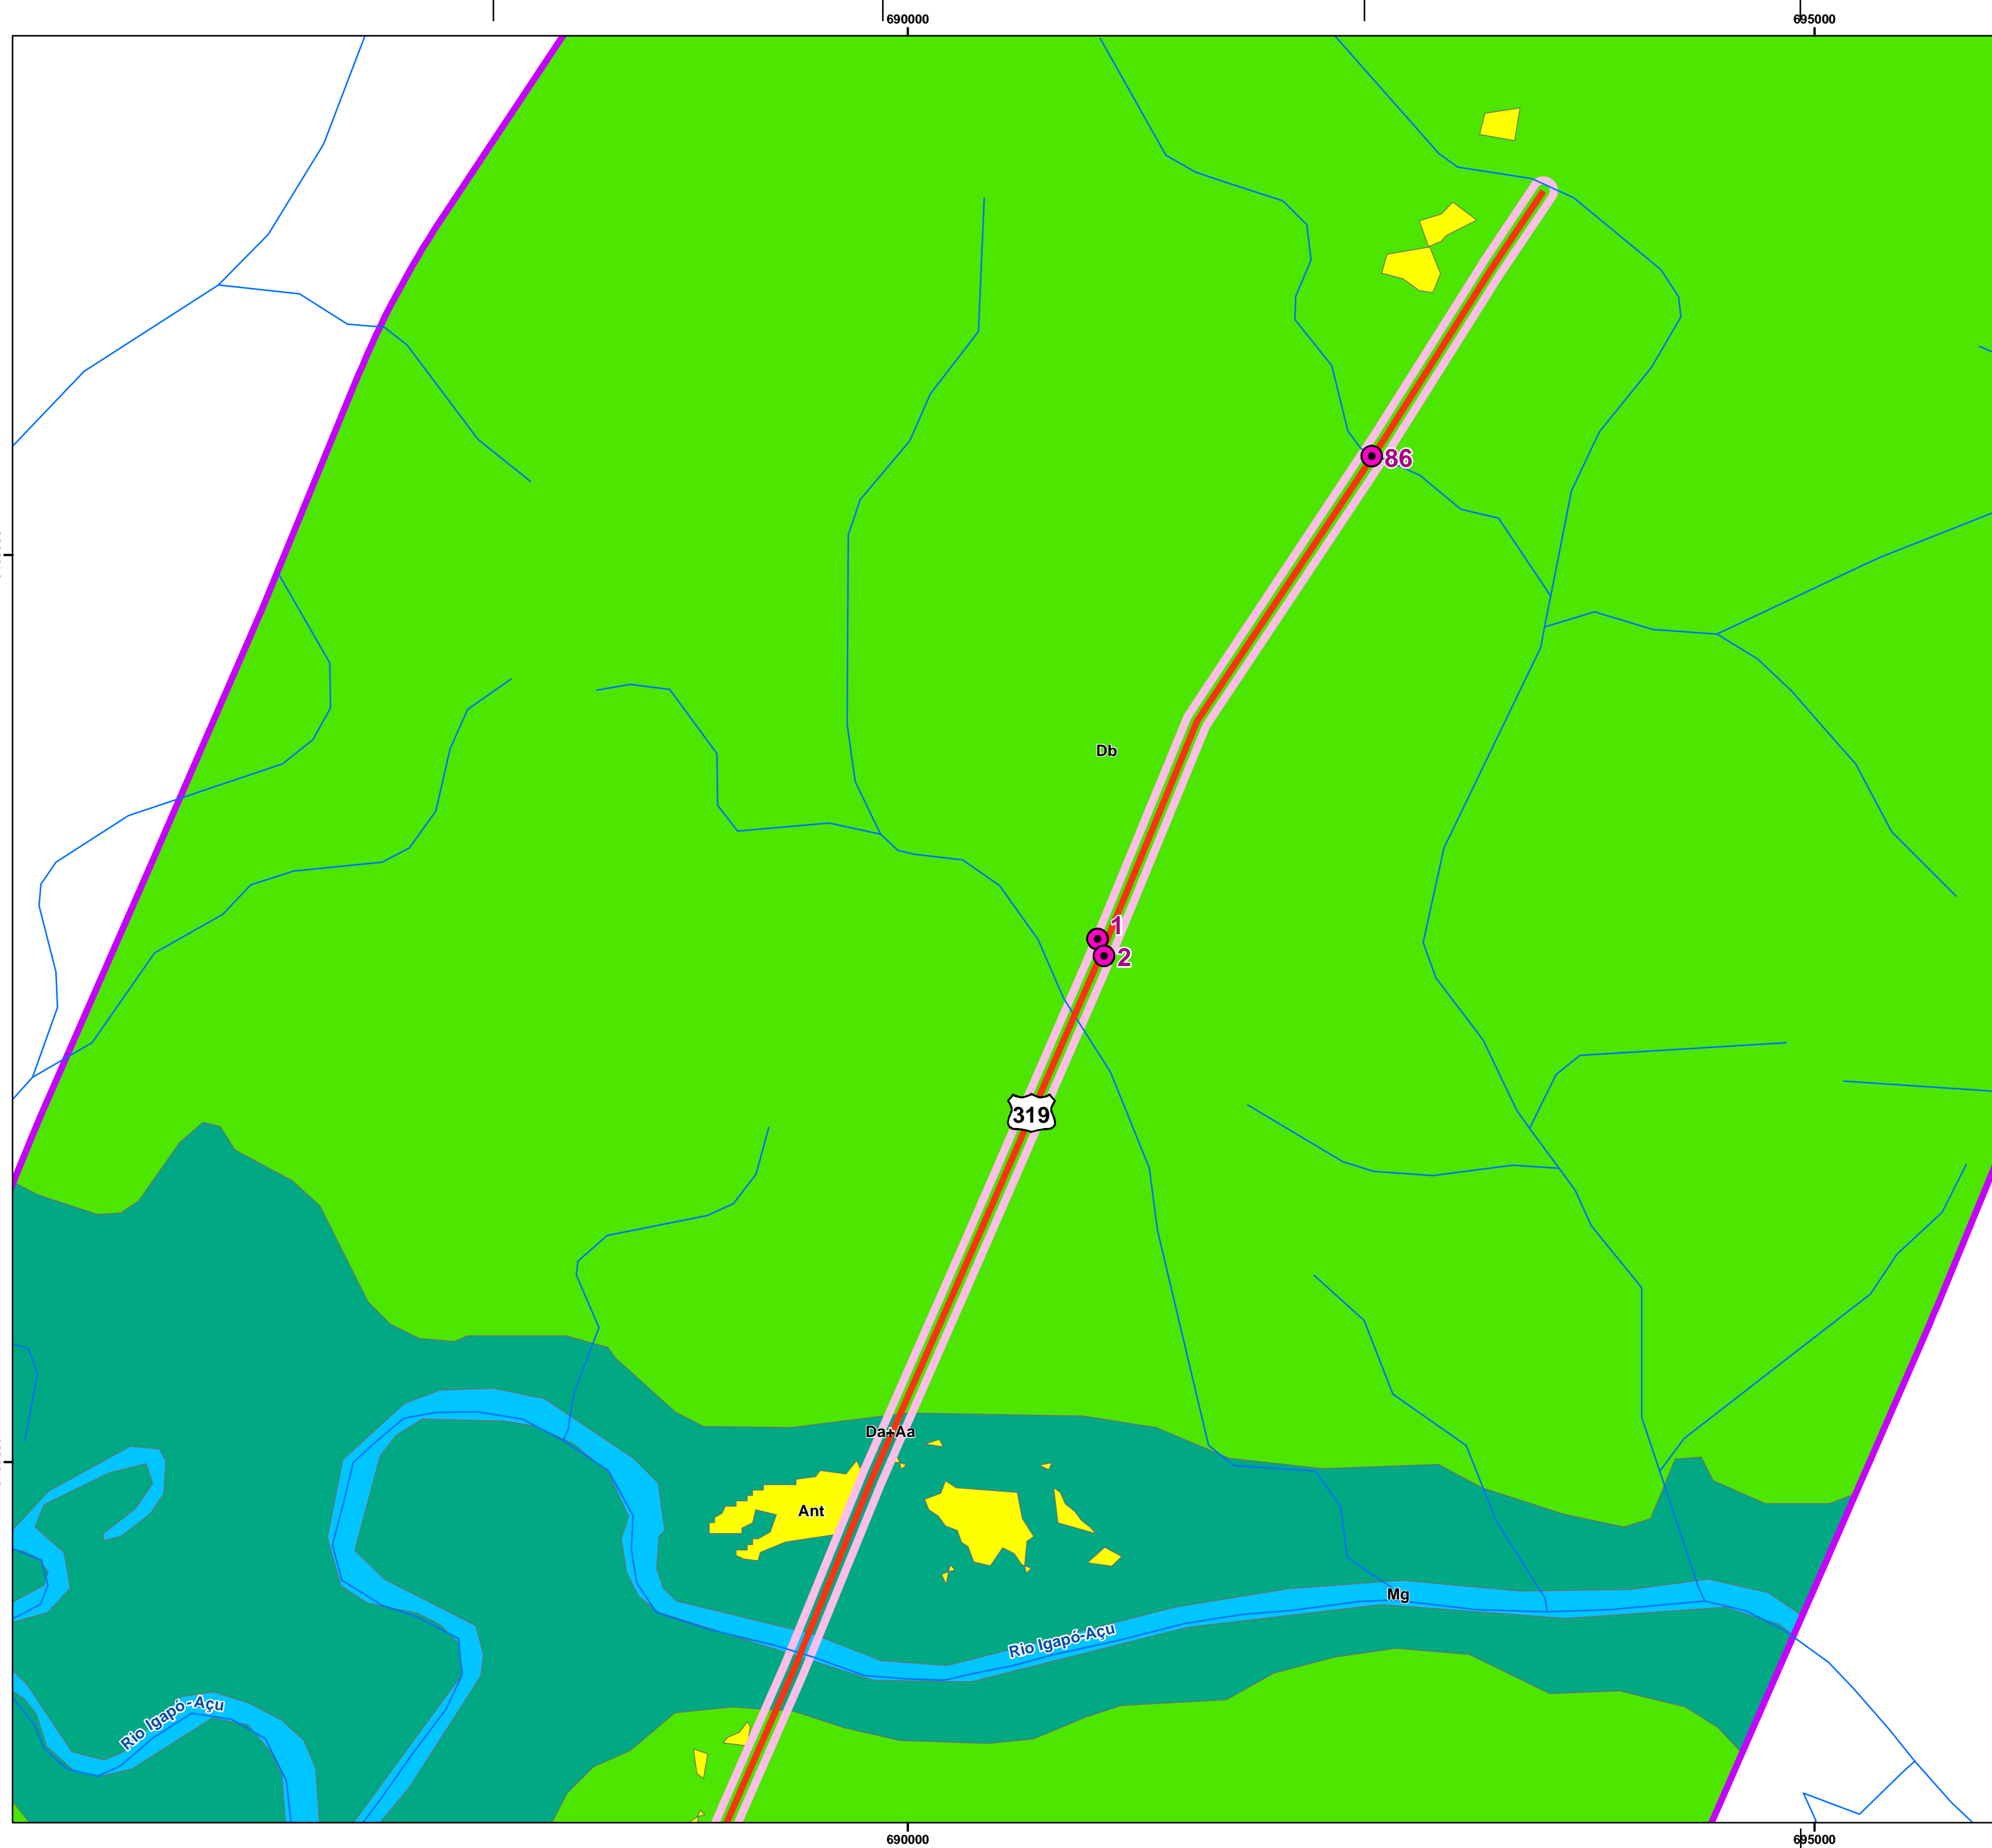 690000
695000
86
Db
1
2
319
Da+Aa
Ant
Mg
Rio Igapó-Açu
Rio Igapó-Açu
690000
695000